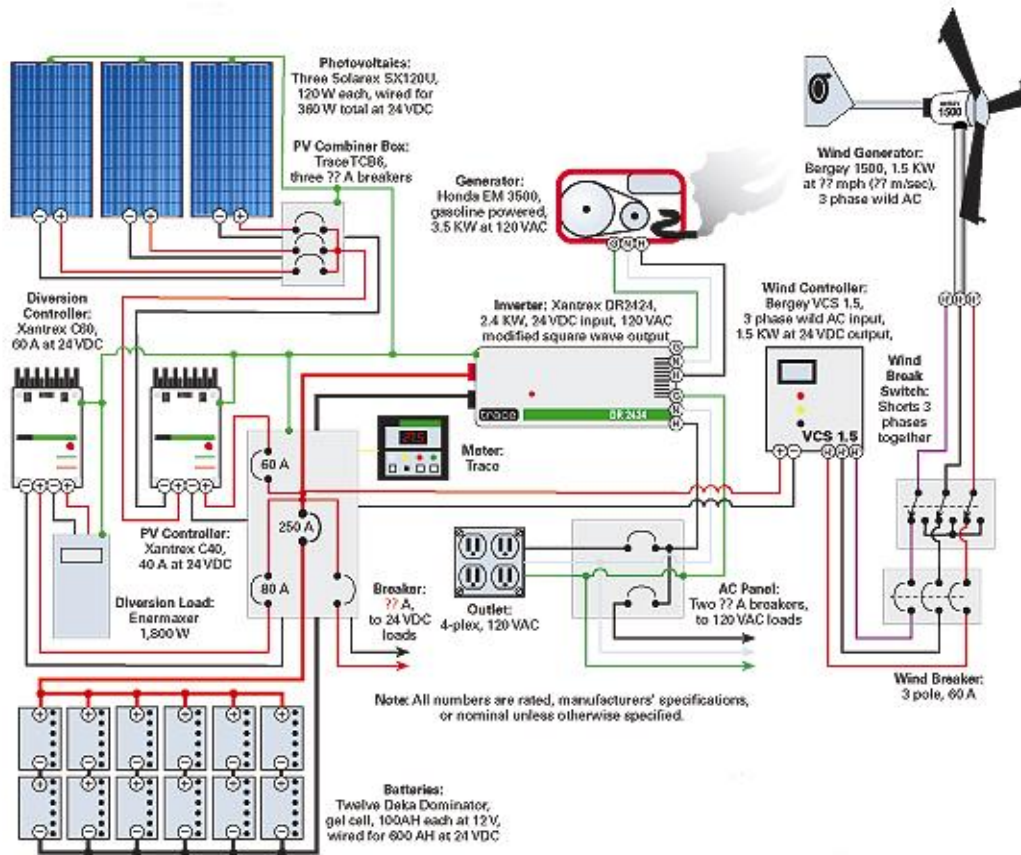 Photovoltaics:
Three Solarex SX120U,
120 W each, wired for
360 W total at 24 VDC
PV Combiner Box:
Trace TCB6,
three ?? A breakers
Generator:
Honda EM 3500,
gasoline powered,
3.5 KW at 120 VAC
G N H
1500
Wind Generator:
Bergey 1500, 1.5 KW
at ?? mph (?? m/sec),
3 phase wild AC
Diversion
Controller:
Xantrex C60,
60 A at 24 VDC
Inverter: Xantrex DR2424,
2.4 KW, 24 VDC input, 120 VAC
modified square wave output
G
N
H
G
N
H
trace
DR 2424
Wind Controller:
Bergey VCS 1.5,
3 phase wild AC input,
1.5 KW at 24 VDC output,
VCS 1.5
H H H
H H H
Wind
Break
Switch:
Shorts 3
phases
together
Meter:
Trace
60 A
250 A
80 A
PV Controller:
Xantrex C40,
40 A at 24 VDC
Diversion Load:
Enermaxer
1,800 W
Breaker:
?? A,
to 24 VDC
loads
Outlet:
4-plex, 120 VAC
AC Panel:
Two ?? A breakers,
to 120 VAC loads
Wind Breaker:
3 pole, 60 A
Note: All numbers are rated, manufacturers' specifications,
or nominal unless otherwise specified.
Batteries:
Twelve Deka Dominator,
gel cell, 100AH each at 12V,
wired for 600 AH at 24 VDC